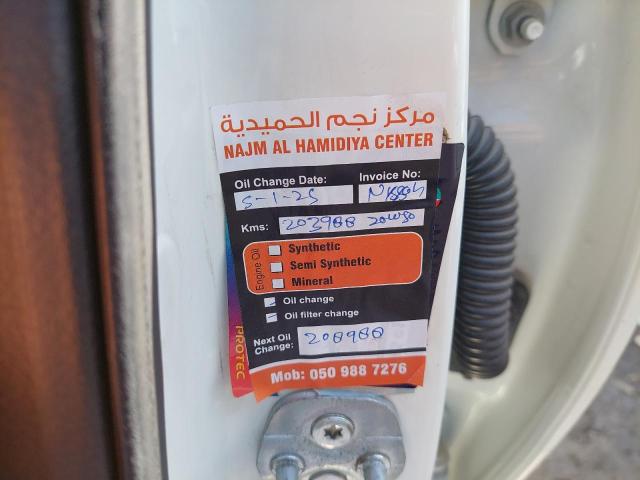 مركز نجم الحميدية
NAJM AL HAMIDIYA CENTER
Oil Change Date: Invoice No:
5-1-25
Kms: 203988 20W50
Engine Oil
Synthetic
Semi Synthetic
Mineral
Oil change
Oil filter change
Next Oil Change: 208988
Mob: 050 988 7276
PROTEC